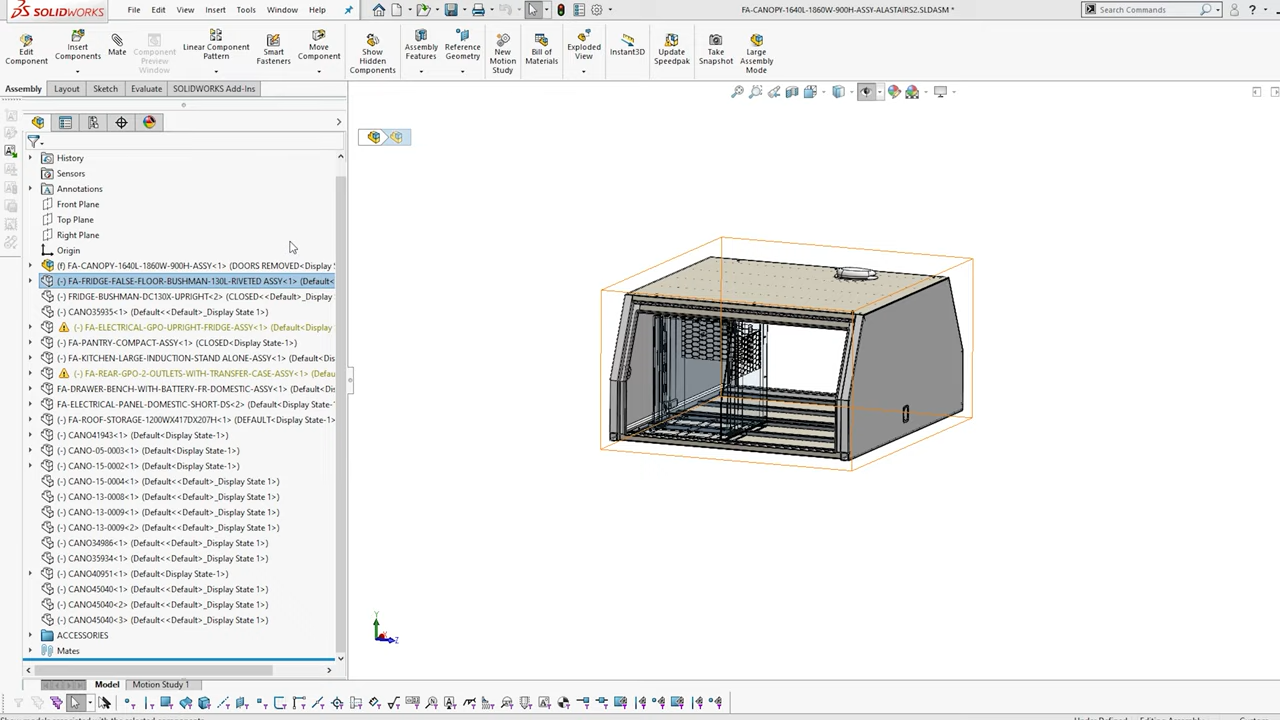 SOLIDWORKS File Edit View Insert Tools Window Help
FA-CANOPY-1640L-1860W-900H-ASSY-ALASTAIRS2.SLDASM *
Search Commands
Edit Component
Insert Components
Mate
Component Preview Window
Linear Component Pattern
Smart Fasteners
Move Component
Show Hidden Components
Assembly Features
Reference Geometry
New Motion Study
Bill of Materials
Exploded View
Instant3D
Update Speedpak
Take Snapshot
Large Assembly Mode
Assembly Layout Sketch Evaluate SOLIDWORKS Add-Ins
History
Sensors
Annotations
Front Plane
Top Plane
Right Plane
Origin
(f) FA-CANOPY-1640L-1860W-900H-ASSY<1> (DOORS REMOVED<Display
(-) FA-FRIDGE-FALSE-FLOOR-BUSHMAN-130L-RIVETED ASSY<1> (Default<
(-) FRIDGE-BUSHMAN-DC130X-UPRIGHT<2> (CLOSED<<Default>_Display
(-) CANO35935<1> (Default<<Default>_Display State 1>)
(-) FA-ELECTRICAL-GPO-UPRIGHT-FRIDGE-ASSY<1> (Default<Display
(-) FA-PANTRY-COMPACT-ASSY<1> (CLOSED<Display State-1>)
(-) FA-KITCHEN-LARGE-INDUCTION-STAND ALONE-ASSY<1> (Default<Dis
(-) FA-REAR-GPO-2-OUTLETS-WITH-TRANSFER-CASE-ASSY<1> (Defau
FA-DRAWER-BENCH-WITH-BATTERY-FR-DOMESTIC-ASSY<1> (Default<Dis
FA-ELECTRICAL-PANEL-DOMESTIC-SHORT-DS<2> (Default<Display State-
(-) FA-ROOF-STORAGE-1200WX417DX207H<1> (DEFAULT<Display State-1>
(-) CANO41943<1> (Default<Display State-1>)
(-) CANO-05-0003<1> (Default<Display State-1>)
(-) CANO-15-0002<1> (Default<Display State-1>)
(-) CANO-15-0004<1> (Default<<Default>_Display State 1>)
(-) CANO-13-0008<1> (Default<<Default>_Display State 1>)
(-) CANO-13-0009<1> (Default<<Default>_Display State 1>)
(-) CANO-13-0009<2> (Default<<Default>_Display State 1>)
(-) CANO34986<1> (Default<<Default>_Display State 1>)
(-) CANO35934<1> (Default<<Default>_Display State 1>)
(-) CANO40951<1> (Default<Display State-1>)
(-) CANO45040<1> (Default<<Default>_Display State 1>)
(-) CANO45040<2> (Default<<Default>_Display State 1>)
(-) CANO45040<3> (Default<<Default>_Display State 1>)
ACCESSORIES
Mates
Y
Z
Model Motion Study 1